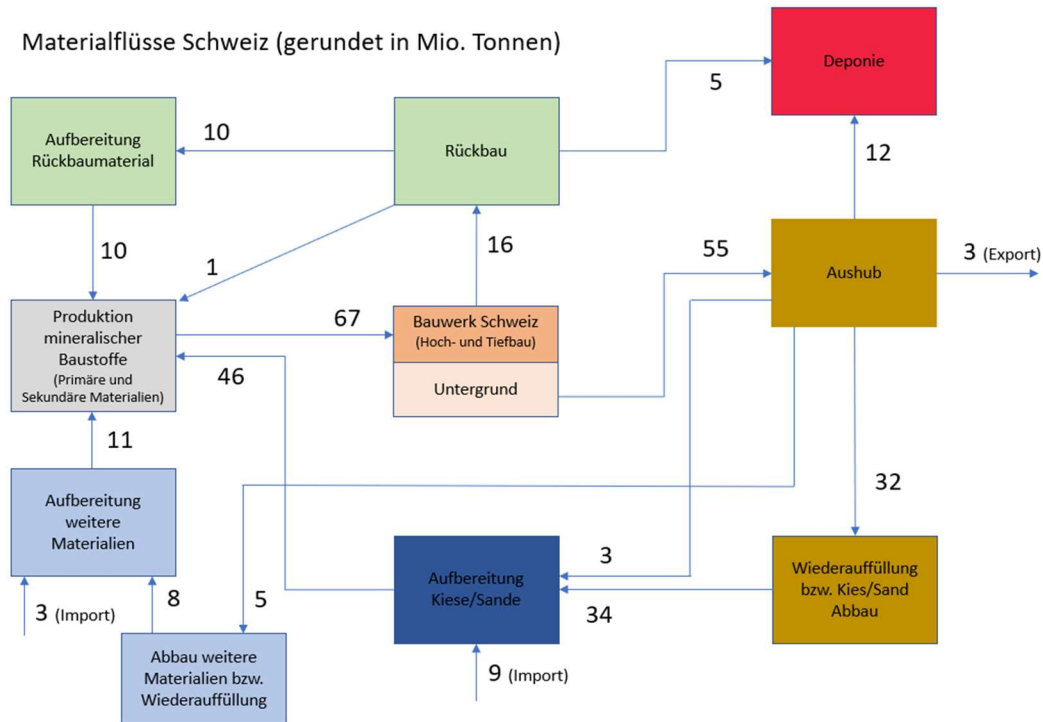 Materialflüsse Schweiz (gerundet in Mio. Tonnen)
Deponie
5
Aufbereitung
Rückbaumaterial
10
Rückbau
12
10
1
16
55
Aushub
3 (Export)
Produktion
mineralischer
Baustoffe
(Primäre und
Sekundäre Materialien)
67
46
Bauwerk Schweiz
(Hoch- und Tiefbau)
Untergrund
11
32
Aufbereitung
weitere
Materialien
3 (Import)
8
5
Aufbereitung
Kiese/Sande
3
34
Wiederauffüllung
bzw. Kies/Sand
Abbau
Abbau weitere
Materialien bzw.
Wiederauffüllung
9 (Import)